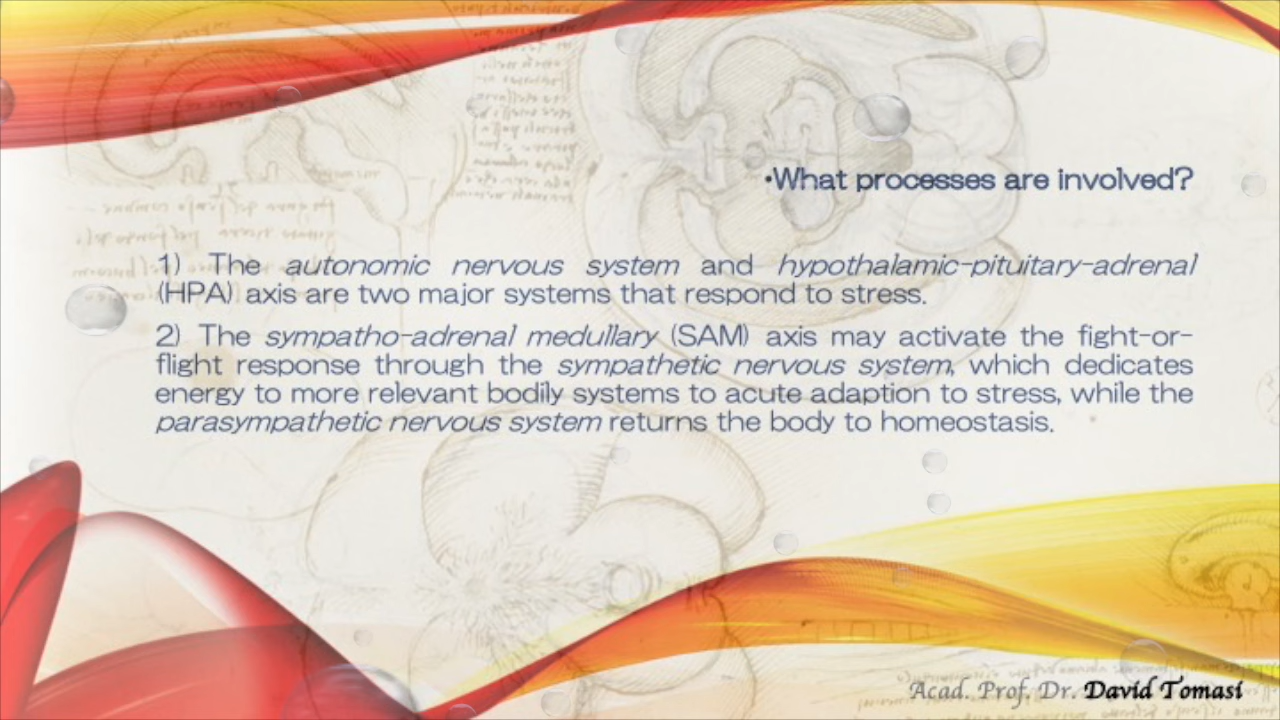 •What processes are involved?
1) The autonomic nervous system and hypothalamic-pituitary-adrenal
(HPA) axis are two major systems that respond to stress.
2) The sympatho-adrenal medullary (SAM) axis may activate the fight-or-
flight response through the sympathetic nervous system, which dedicates
energy to more relevant bodily systems to acute adaption to stress, while the
parasympathetic nervous system returns the body to homeostasis.
Acad. Prof. Dr. David Tomasi